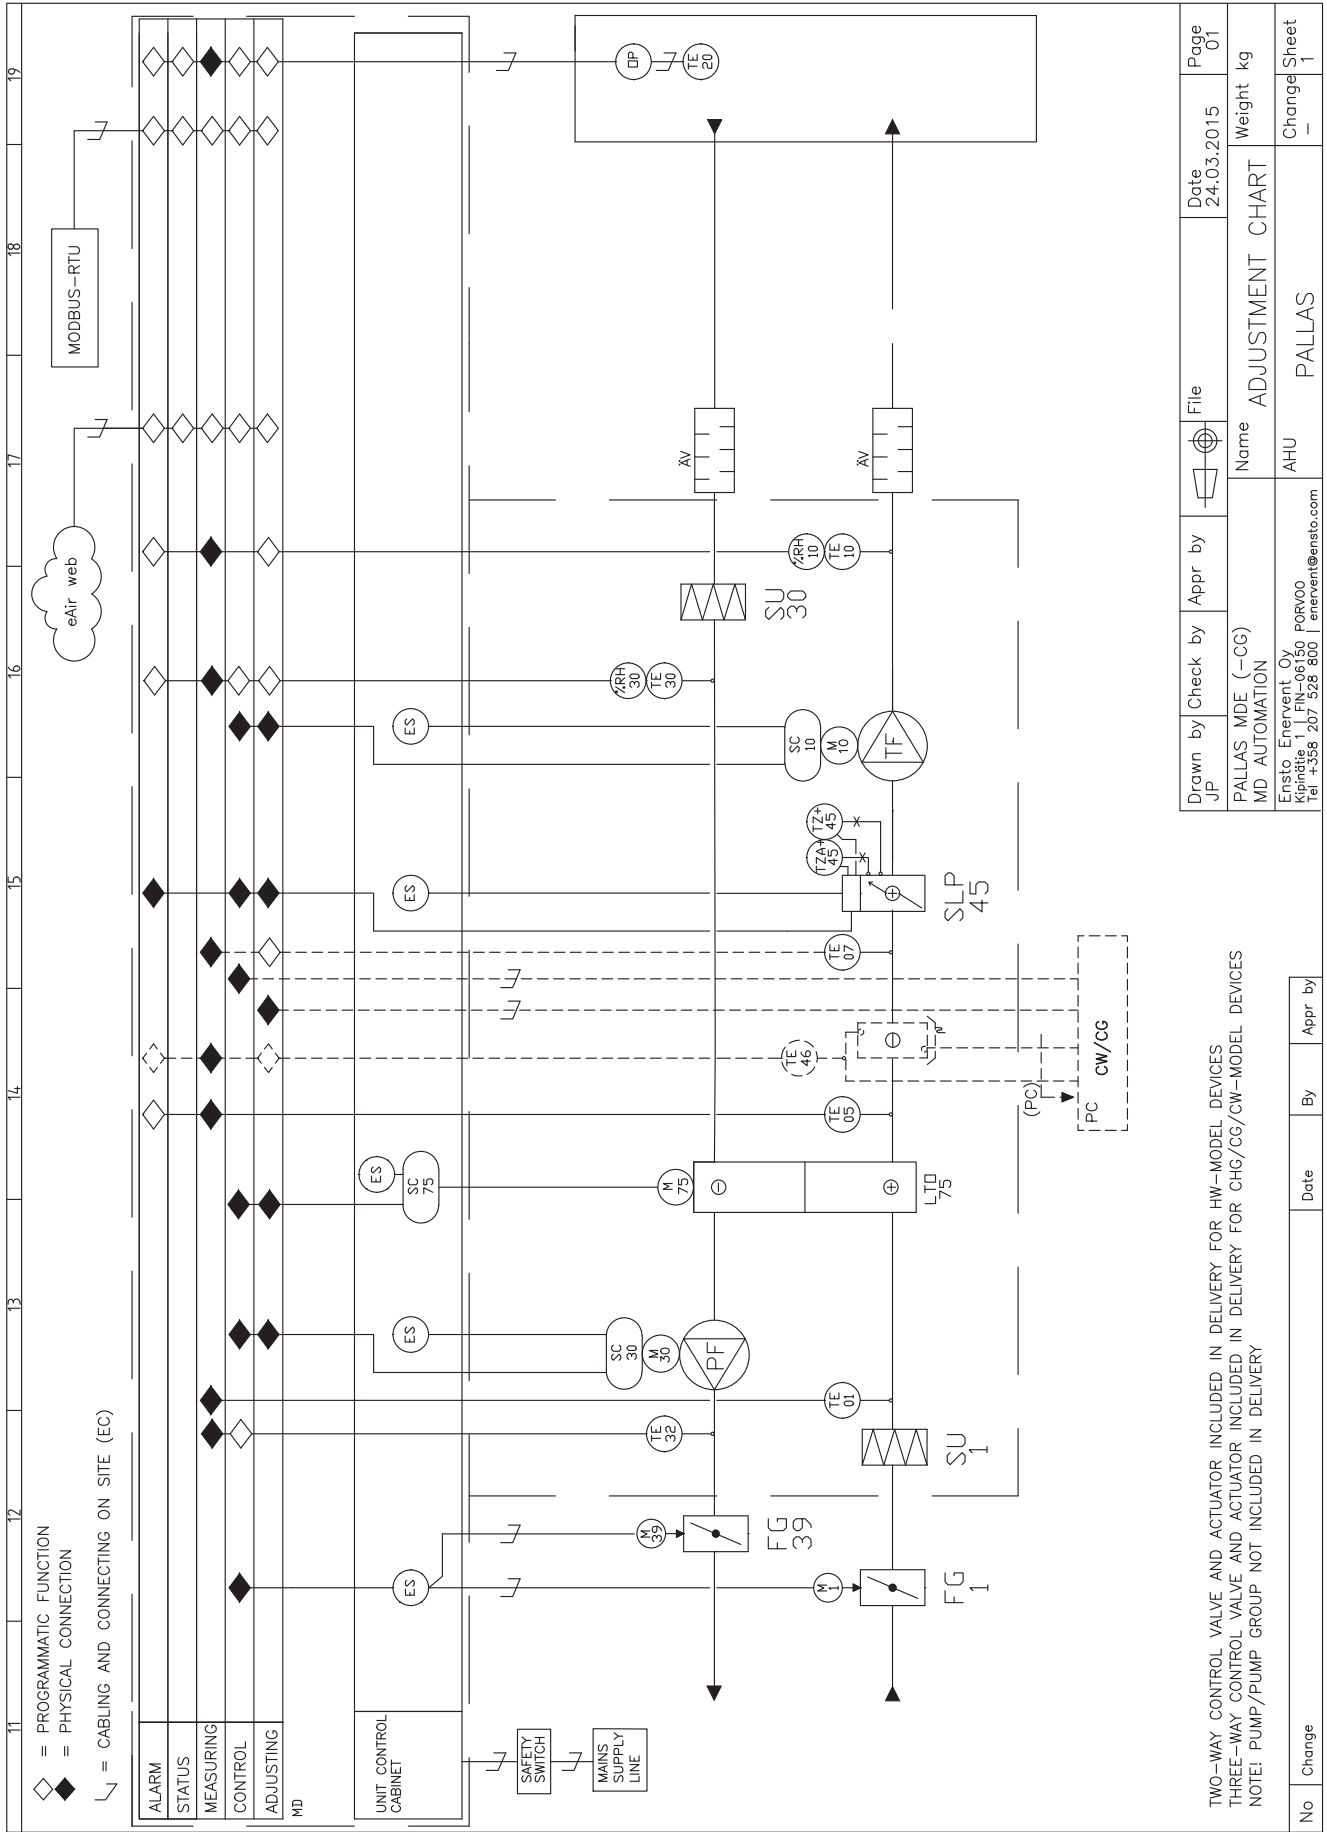 11 12 13 14 15 16 17 18 19
= PROGRAMMATIC FUNCTION
= PHYSICAL CONNECTION
= CABLING AND CONNECTING ON SITE (EC)
eAir web
MODBUS-RTU
ALARM
STATUS
MEASURING
CONTROL
ADJUSTING
MD
UNIT CONTROL
CABINET
SAFETY
SWITCH
MAINS
SUPPLY
LINE
ES
ES
ES
ES
ES
SC
75
SC
30
M
30
PF
TE
32
M
39
FG
39
M
75
%RH
30
TE
30
SU
30
ÄV
OP
TE
20
M
1
FG
1
SU
1
TE
01
LTO
75
TE
05
TE
46
TE
07
TZA+
45
TZ+
45
SLP
45
SC
10
M
10
TF
%RH
10
TE
10
ÄV
(PC)
PC
CW/CG
TWO-WAY CONTROL VALVE AND ACTUATOR INCLUDED IN DELIVERY FOR HW-MODEL DEVICES
THREE-WAY CONTROL VALVE AND ACTUATOR INCLUDED IN DELIVERY FOR CHG/CG/CW-MODEL DEVICES
NOTE! PUMP/PUMP GROUP NOT INCLUDED IN DELIVERY
No Change Date By Appr by
Drawn by
JP
Check by
Appr by
File
Date
24.03.2015
Page
01
PALLAS MDE (-CG)
MD AUTOMATION
Name
ADJUSTMENT CHART
Weight kg
Ensto Enervent Oy
Kipinätie 1 | FIN-06150 PORVOO
Tel +358 207 528 800 | enervent@ensto.com
AHU
PALLAS
Change
–
Sheet
1